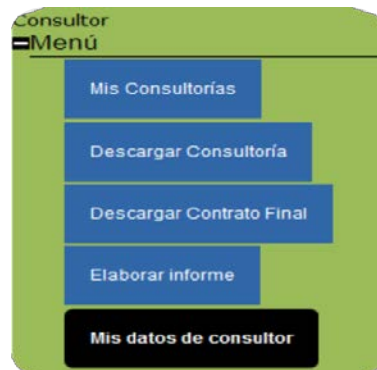 Consultor
Menú
Mis Consultorías
Descargar Consultoría
Descargar Contrato Final
Elaborar informe
Mis datos de consultor